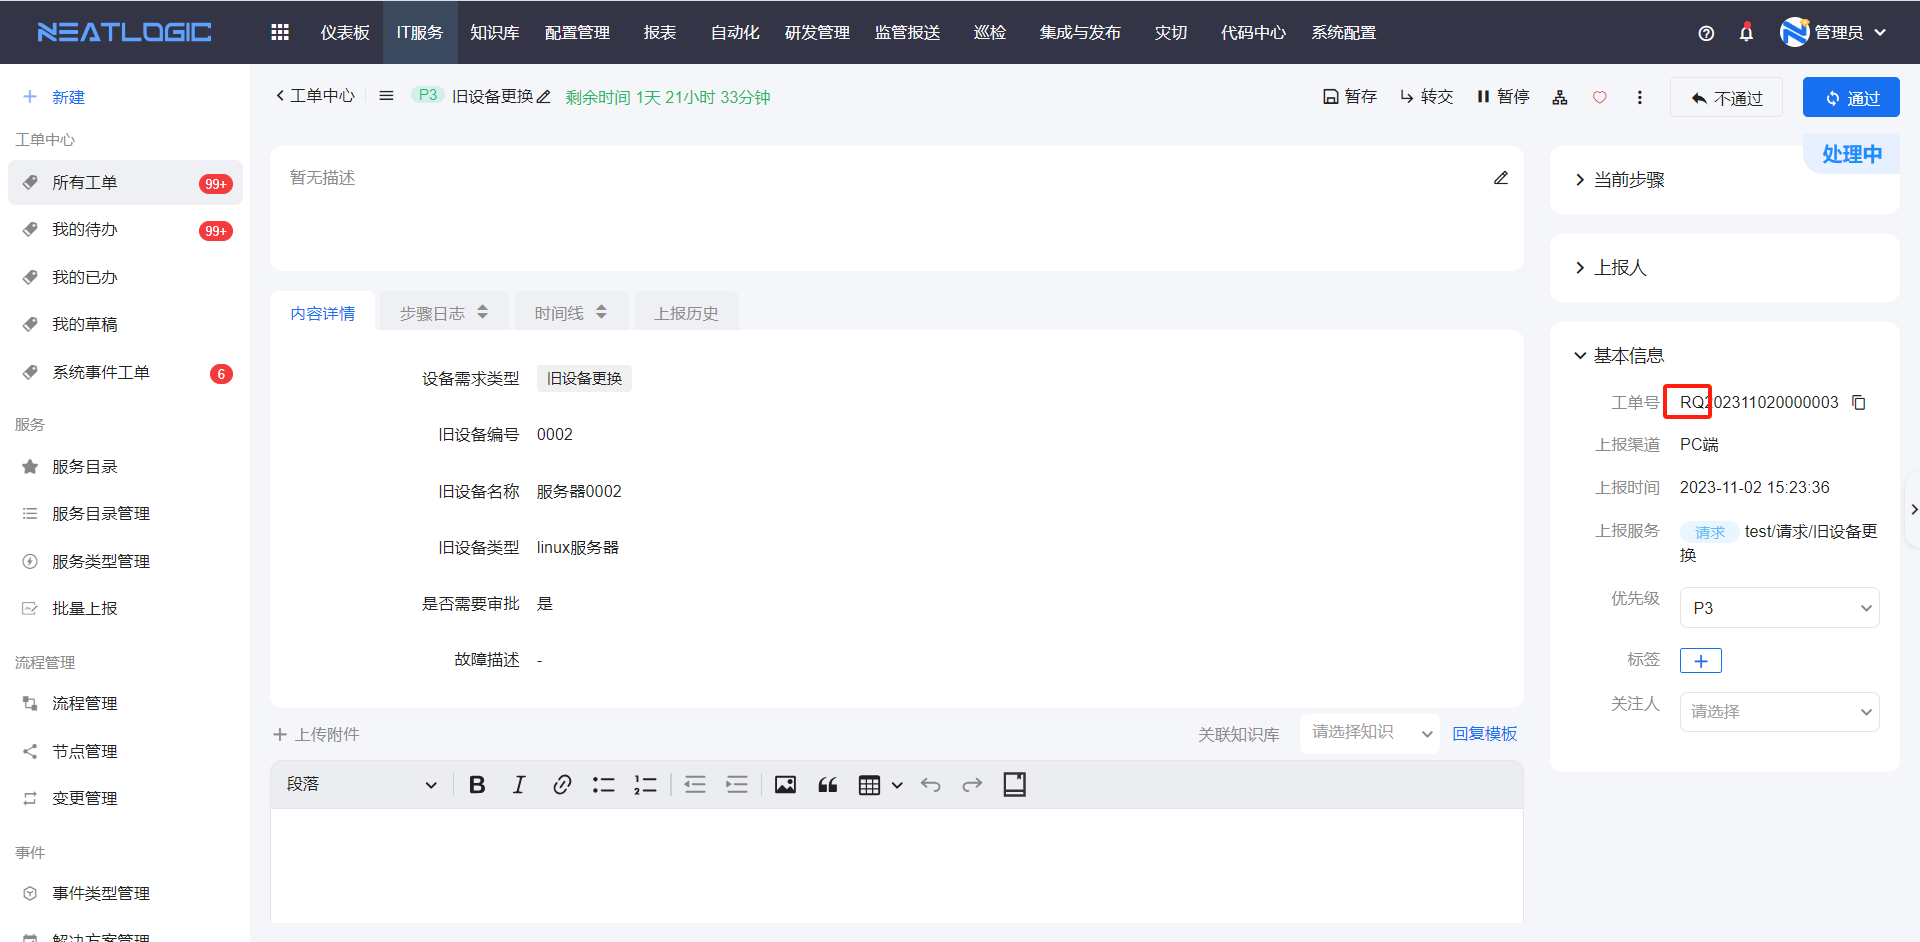 NEATLOGIC
仪表板 IT服务 知识库 配置管理 报表 自动化 研发管理 监管报送 巡检 集成与发布 灾切 代码中心 系统配置 管理员
新建
工单中心
所有工单 99+
我的待办 99+
我的已办
我的草稿
系统事件工单 6
服务
服务目录
服务目录管理
服务类型管理
批量上报
流程管理
流程管理
节点管理
变更管理
事件
事件类型管理
解决方案管理
工单中心 P3 旧设备更换 剩余时间 1天 21小时 33分钟
暂存 转交 暂停 不通过 通过
暂无描述
内容详情 步骤日志 时间线 上报历史
设备需求类型 旧设备更换
旧设备编号 0002
旧设备名称 服务器0002
旧设备类型 linux服务器
是否需要审批 是
故障描述 -
上传附件 关联知识库 请选择知识 回复模板
段落
处理中
当前步骤
上报人
基本信息
工单号 RQ202311020000003
上报渠道 PC端
上报时间 2023-11-02 15:23:36
上报服务 请求 test/请求/旧设备更
换
优先级 P3
标签
关注人 请选择